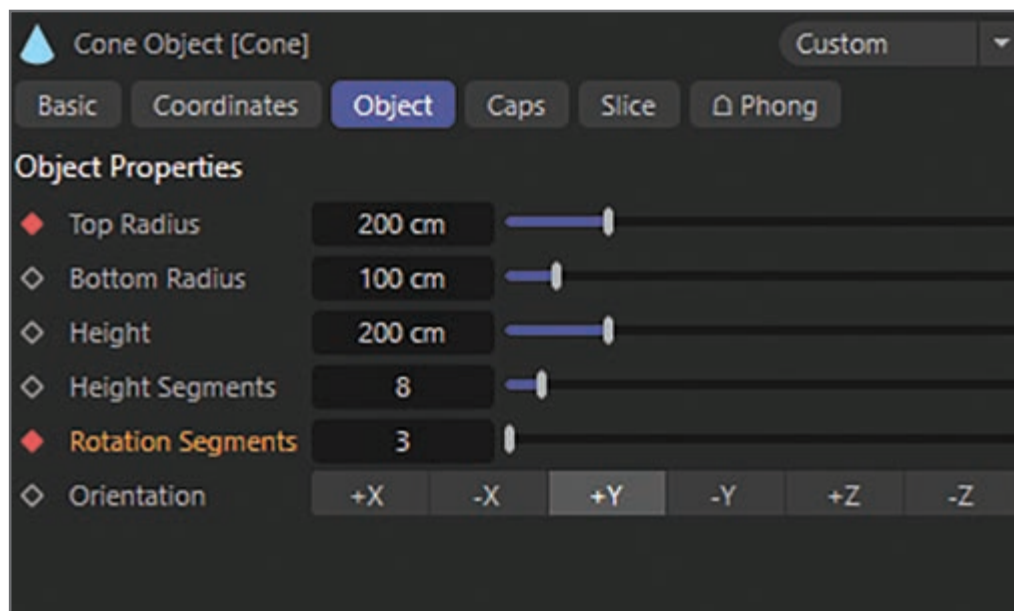 Cone Object [Cone] Custom
Basic Coordinates Object Caps Slice Phong
Object Properties
Top Radius 200 cm
Bottom Radius 100 cm
Height 200 cm
Height Segments 8
Rotation Segments 3
Orientation +X -X +Y -Y +Z -Z